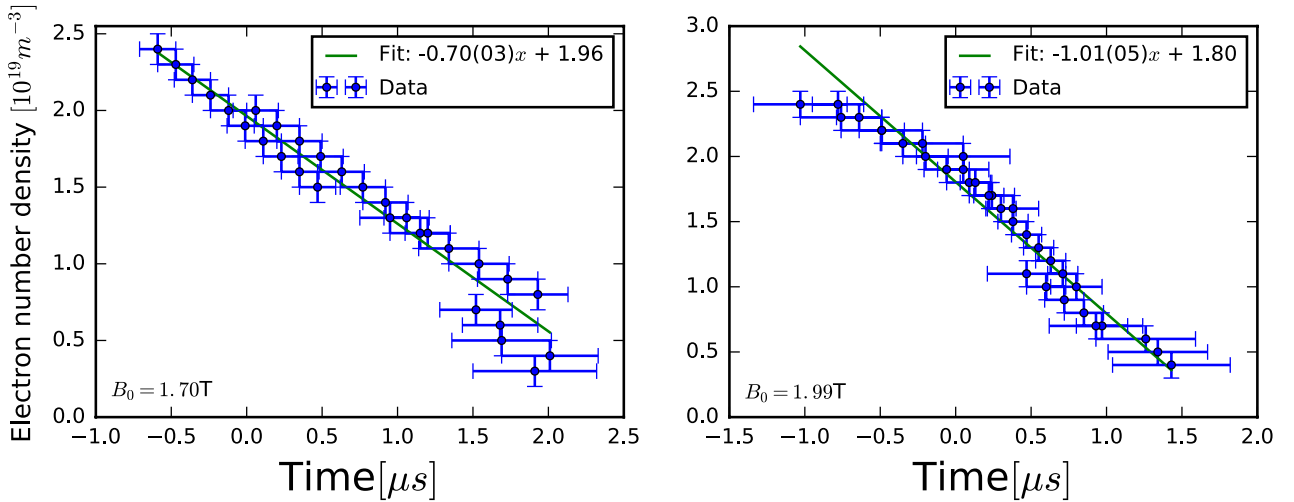 Electron number density [10^{19}m^{-3}]
2.5
2.0
1.5
1.0
0.5
0.0
Fit: -0.70(03)x + 1.96
Data
B_0 = 1.70T
−1.0 −0.5 0.0 0.5 1.0 1.5 2.0 2.5
Time[μs]
3.0
2.5
2.0
1.5
1.0
0.5
0.0
Fit: -1.01(05)x + 1.80
Data
B_0 = 1.99T
−1.5 −1.0 −0.5 0.0 0.5 1.0 1.5 2.0
Time[μs]